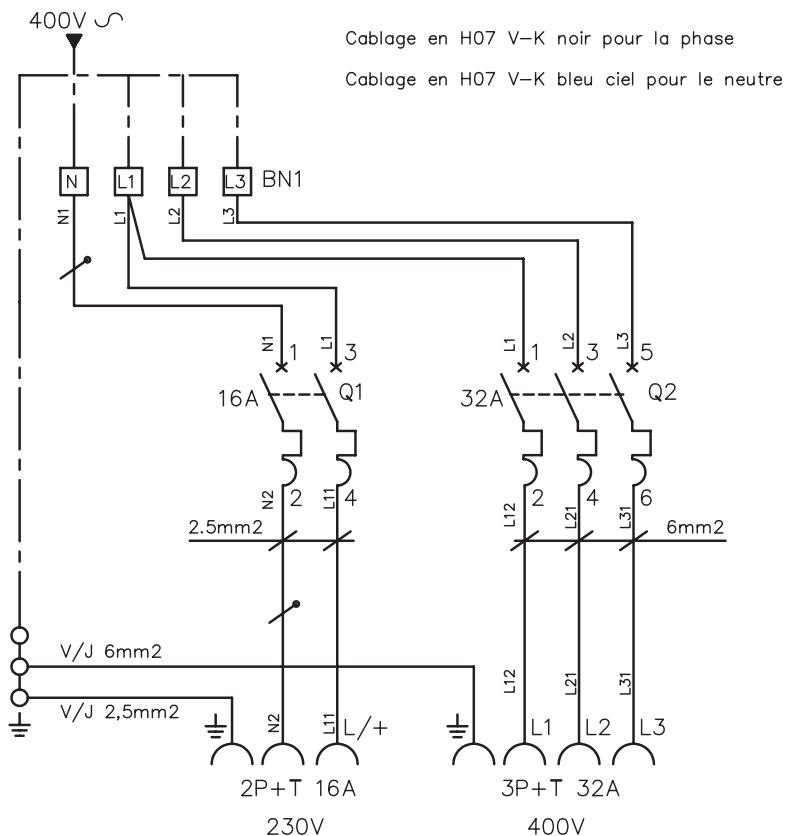 400V
Cablage en H07 V-K noir pour la phase
Cablage en H07 V-K bleu ciel pour le neutre
N L1 L2 L3 BN1
N1 L1 L2 L3
N1 1 L1 3 L1 1 L2 3 L3 5
16A Q1 32A Q2
N2 2 L11 4 L12 2 L21 4 L31 6
2.5mm2 6mm2
V/J 6mm2
V/J 2,5mm2
N2 L11 L/+ L12 L1 L21 L2 L31 L3
2P+T 16A 3P+T 32A
230V 400V